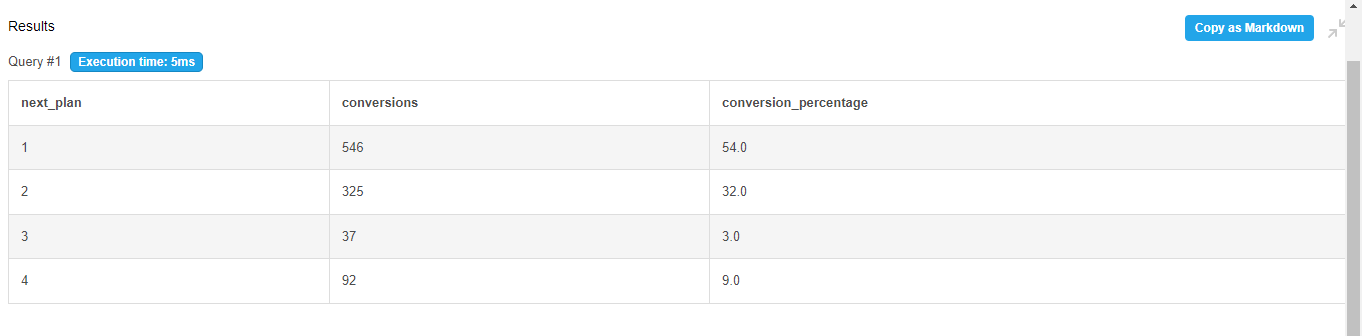 Results
Copy as Markdown
Query #1 Execution time: 5ms
next_plan conversions conversion_percentage
1 546 54.0
2 325 32.0
3 37 3.0
4 92 9.0